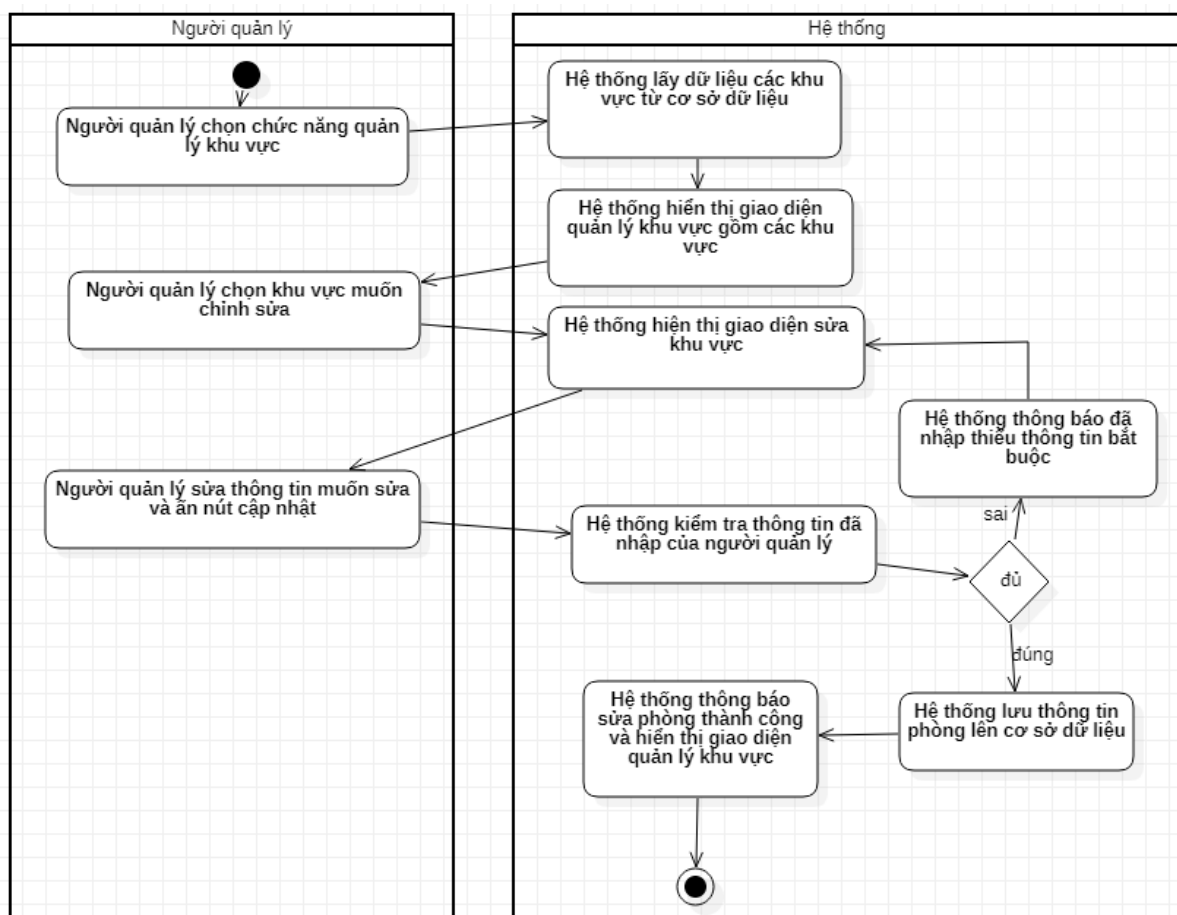 Người quản lý
Hệ thống
Hệ thống lấy dữ liệu các khu
vực từ cơ sở dữ liệu
Người quản lý chọn chức năng quản
lý khu vực
Hệ thống hiển thị giao diện
quản lý khu vực gồm các khu
vực
Người quản lý chọn khu vực muốn
chỉnh sửa
Hệ thống hiện thị giao diện sửa
khu vực
Hệ thống thông báo đã
nhập thiếu thông tin bắt
buộc
Người quản lý sửa thông tin muốn sửa
và ấn nút cập nhật
sai
Hệ thống kiểm tra thông tin đã
nhập của người quản lý
đủ
đúng
Hệ thống thông báo
sửa phòng thành công
và hiển thị giao diện
quản lý khu vực
Hệ thống lưu thông tin
phòng lên cơ sở dữ liệu